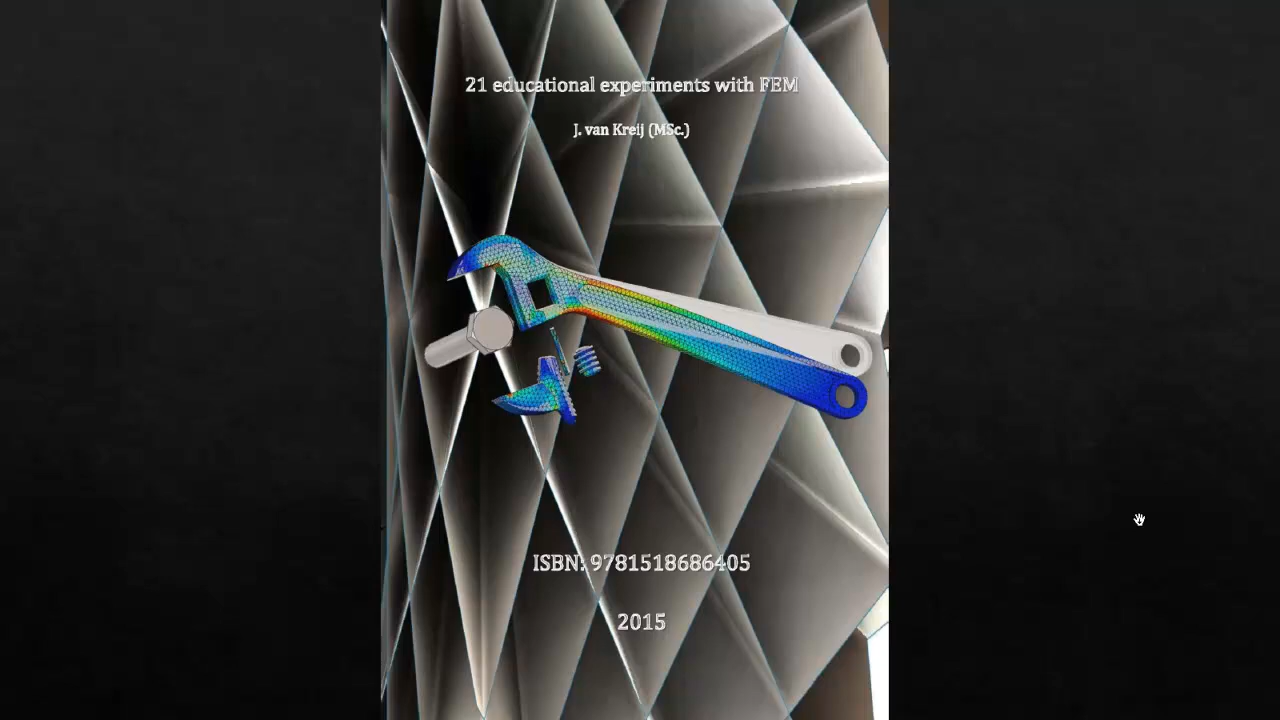 21 educational experiments with FEM
J. van Kreij (MSc.)
ISBN: 9781518686405
2015